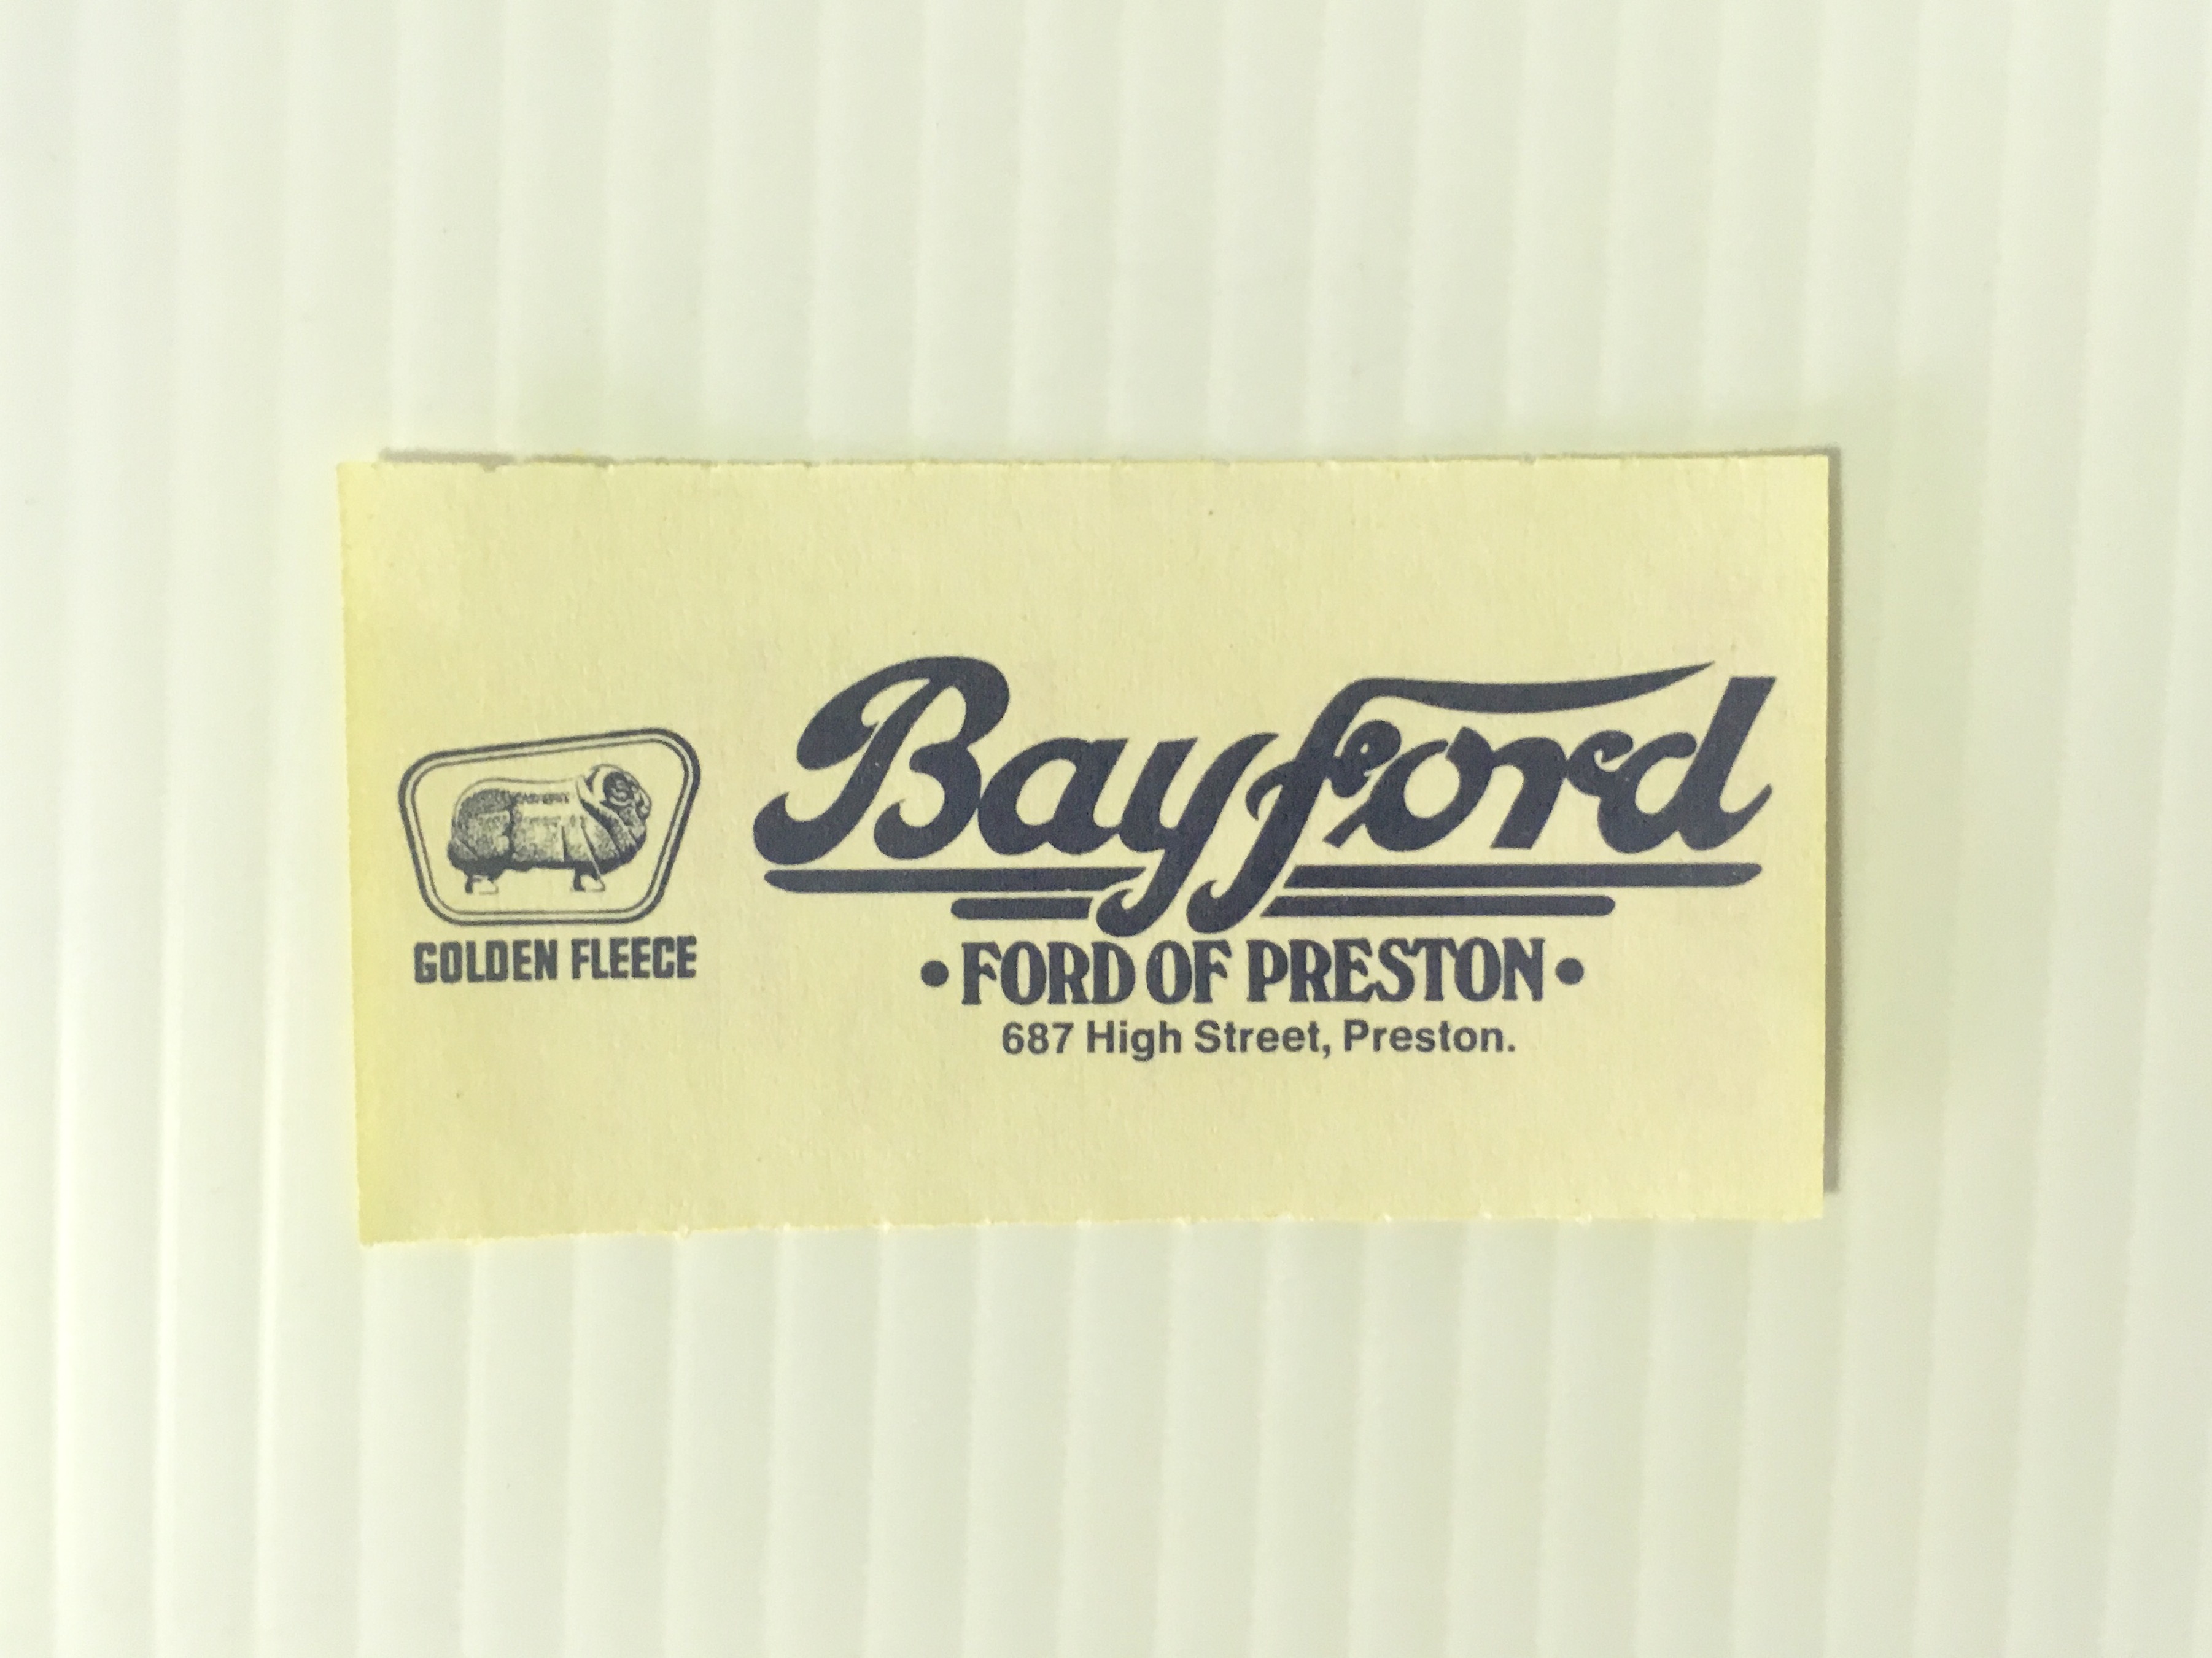 GOLDEN FLEECE
Bayford
• FORD OF PRESTON •
687 High Street, Preston.